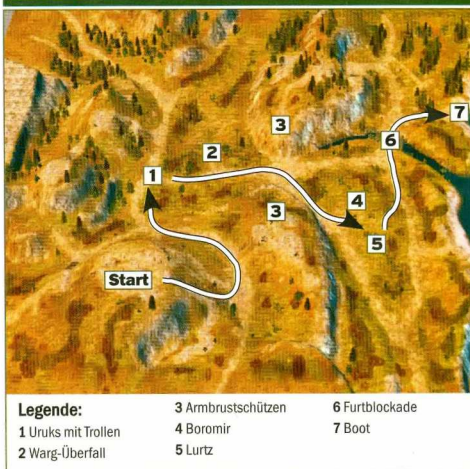 7
3
6
2
1
4
3
5
Start
Legende:
1 Uruks mit Trollen
2 Warg-Überfall
3 Armbrustschützen
4 Boromir
5 Lurtz
6 Furtblockade
7 Boot